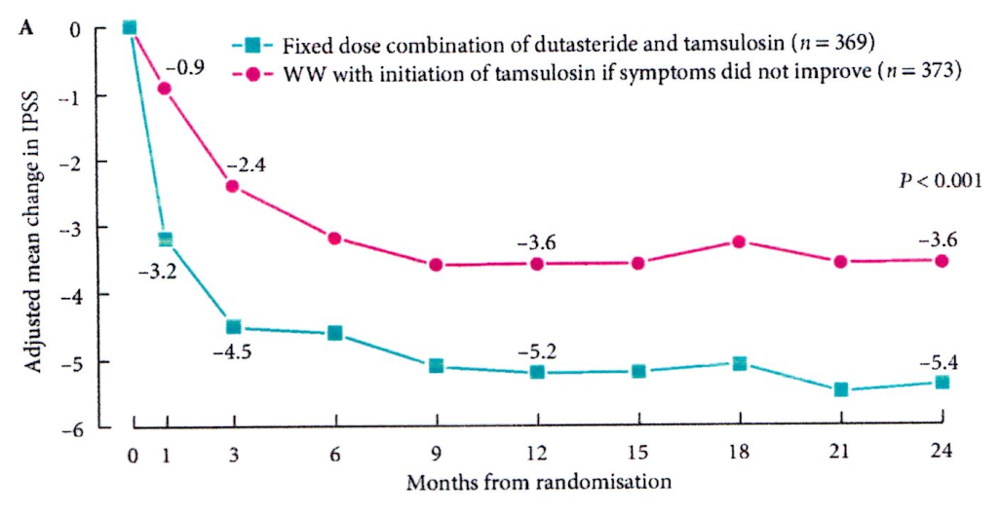 A
Fixed dose combination of dutasteride and tamsulosin (n = 369)
WW with initiation of tamsulosin if symptoms did not improve (n = 373)
Adjusted mean change in IPSS
0
–1
–2
–3
–4
–5
–6
–0.9
–2.4
–3.6
–3.6
P < 0.001
–3.2
–4.5
–5.2
–5.4
0 1 3 6 9 12 15 18 21 24
Months from randomisation